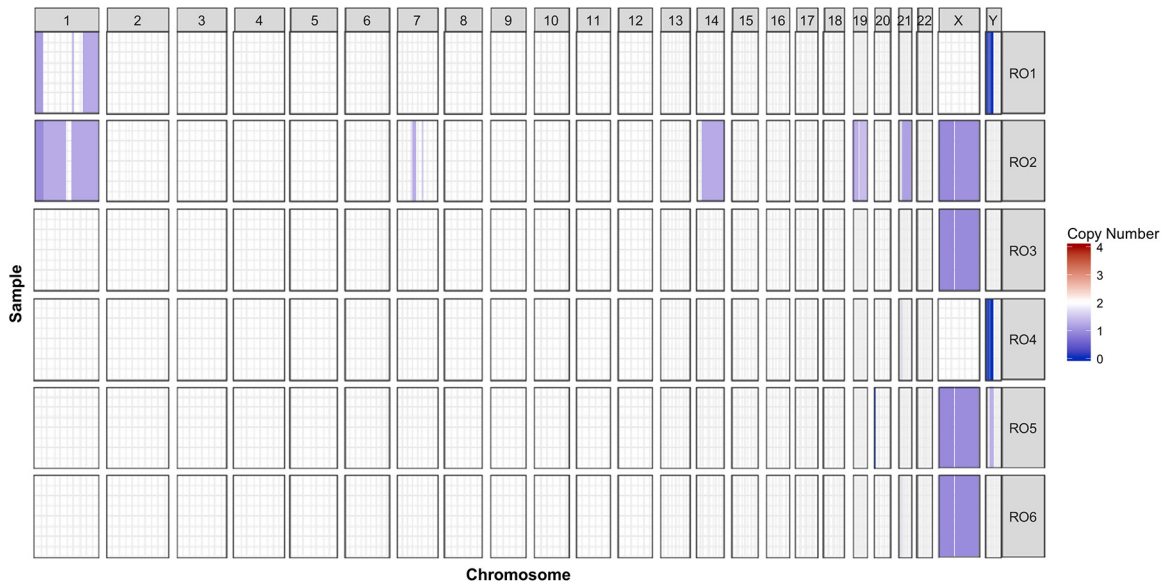 1 2 3 4 5 6 7 8 9 10 11 12 13 14 15 16 17 18 19 20 21 22 X Y
RO1
RO2
RO3
RO4
RO5
RO6
Copy Number
4
3
2
1
0
Sample
Chromosome